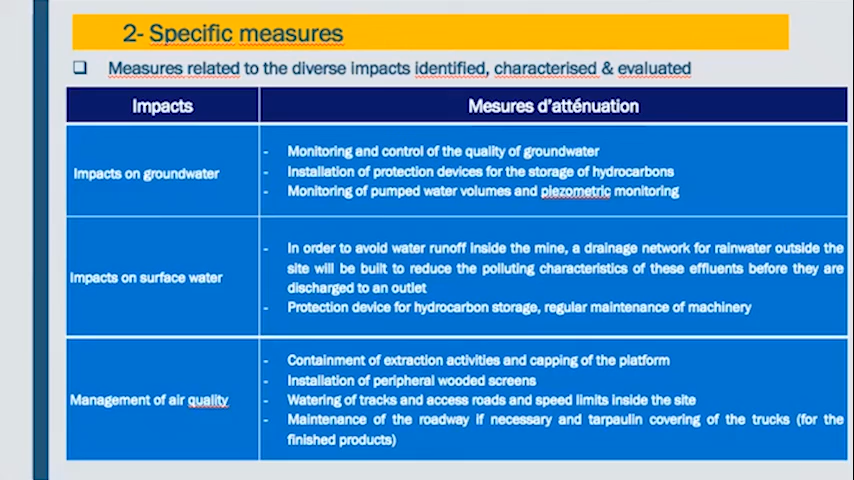 2- Specific measures
Measures related to the diverse impacts identified, characterised & evaluated
Impacts
Mesures d'atténuation
Impacts on groundwater
- Monitoring and control of the quality of groundwater
- Installation of protection devices for the storage of hydrocarbons
- Monitoring of pumped water volumes and piezometric monitoring
Impacts on surface water
- In order to avoid water runoff inside the mine, a drainage network for rainwater outside the
site will be built to reduce the polluting characteristics of these effluents before they are
discharged to an outlet
- Protection device for hydrocarbon storage, regular maintenance of machinery
Management of air quality
- Containment of extraction activities and capping of the platform
- Installation of peripheral wooded screens
- Watering of tracks and access roads and speed limits inside the site
- Maintenance of the roadway if necessary and tarpaulin covering of the trucks (for the
finished products)